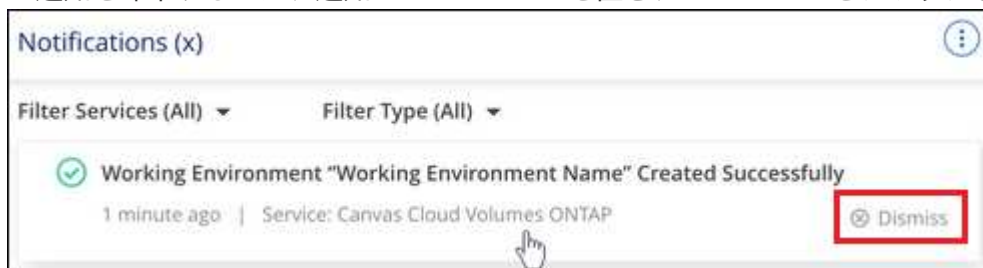 Notifications (x)
Filter Services (All)
Filter Type (All)
Working Environment “Working Environment Name” Created Successfully
1 minute ago | Service: Canvas Cloud Volumes ONTAP
Dismiss